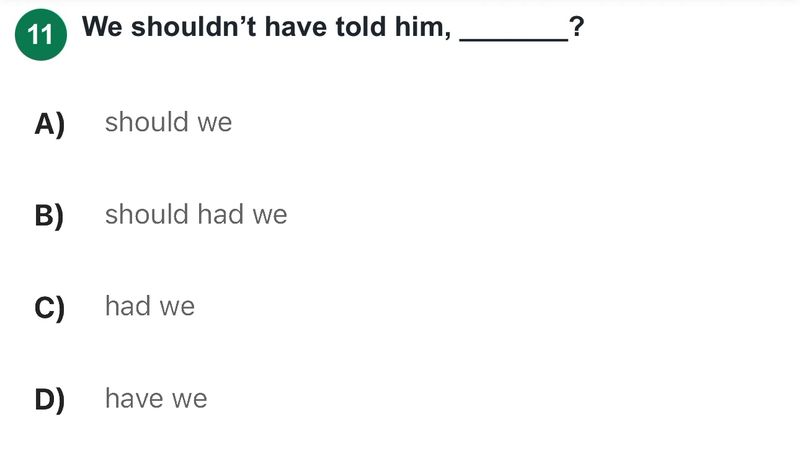 11 We shouldn’t have told him, _______?
A) should we
B) should had we
C) had we
D) have we